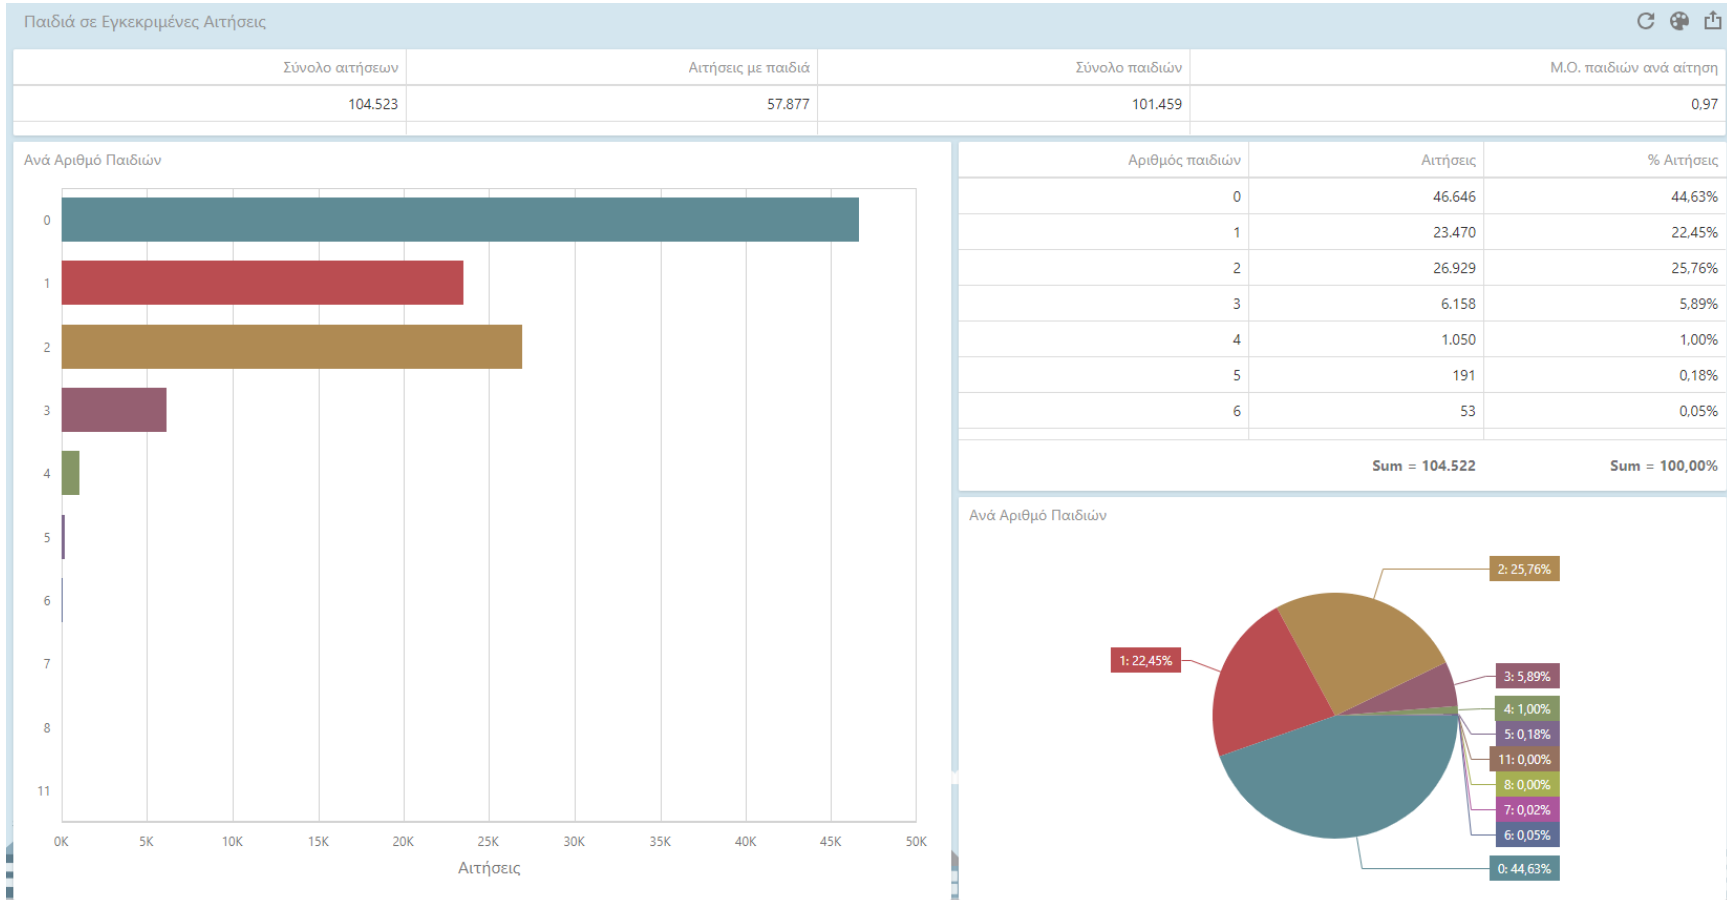 Παιδιά σε Εγκεκριμένες Αιτήσεις
Σύνολο αιτήσεων Αιτήσεις με παιδιά Σύνολο παιδιών Μ.Ο. παιδιών ανά αίτηση
104.523 57.877 101.459 0,97
Ανά Αριθμό Παιδιών
0
1
2
3
4
5
6
7
8
11
0K 5K 10K 15K 20K 25K 30K 35K 40K 45K 50K
Αιτήσεις
Αριθμός παιδιών Αιτήσεις % Αιτήσεις
0 46.646 44,63%
1 23.470 22,45%
2 26.929 25,76%
3 6.158 5,89%
4 1.050 1,00%
5 191 0,18%
6 53 0,05%
Sum = 104.522 Sum = 100,00%
Ανά Αριθμό Παιδιών
2: 25,76%
1: 22,45%
3: 5,89%
4: 1,00%
5: 0,18%
11: 0,00%
8: 0,00%
7: 0,02%
6: 0,05%
0: 44,63%